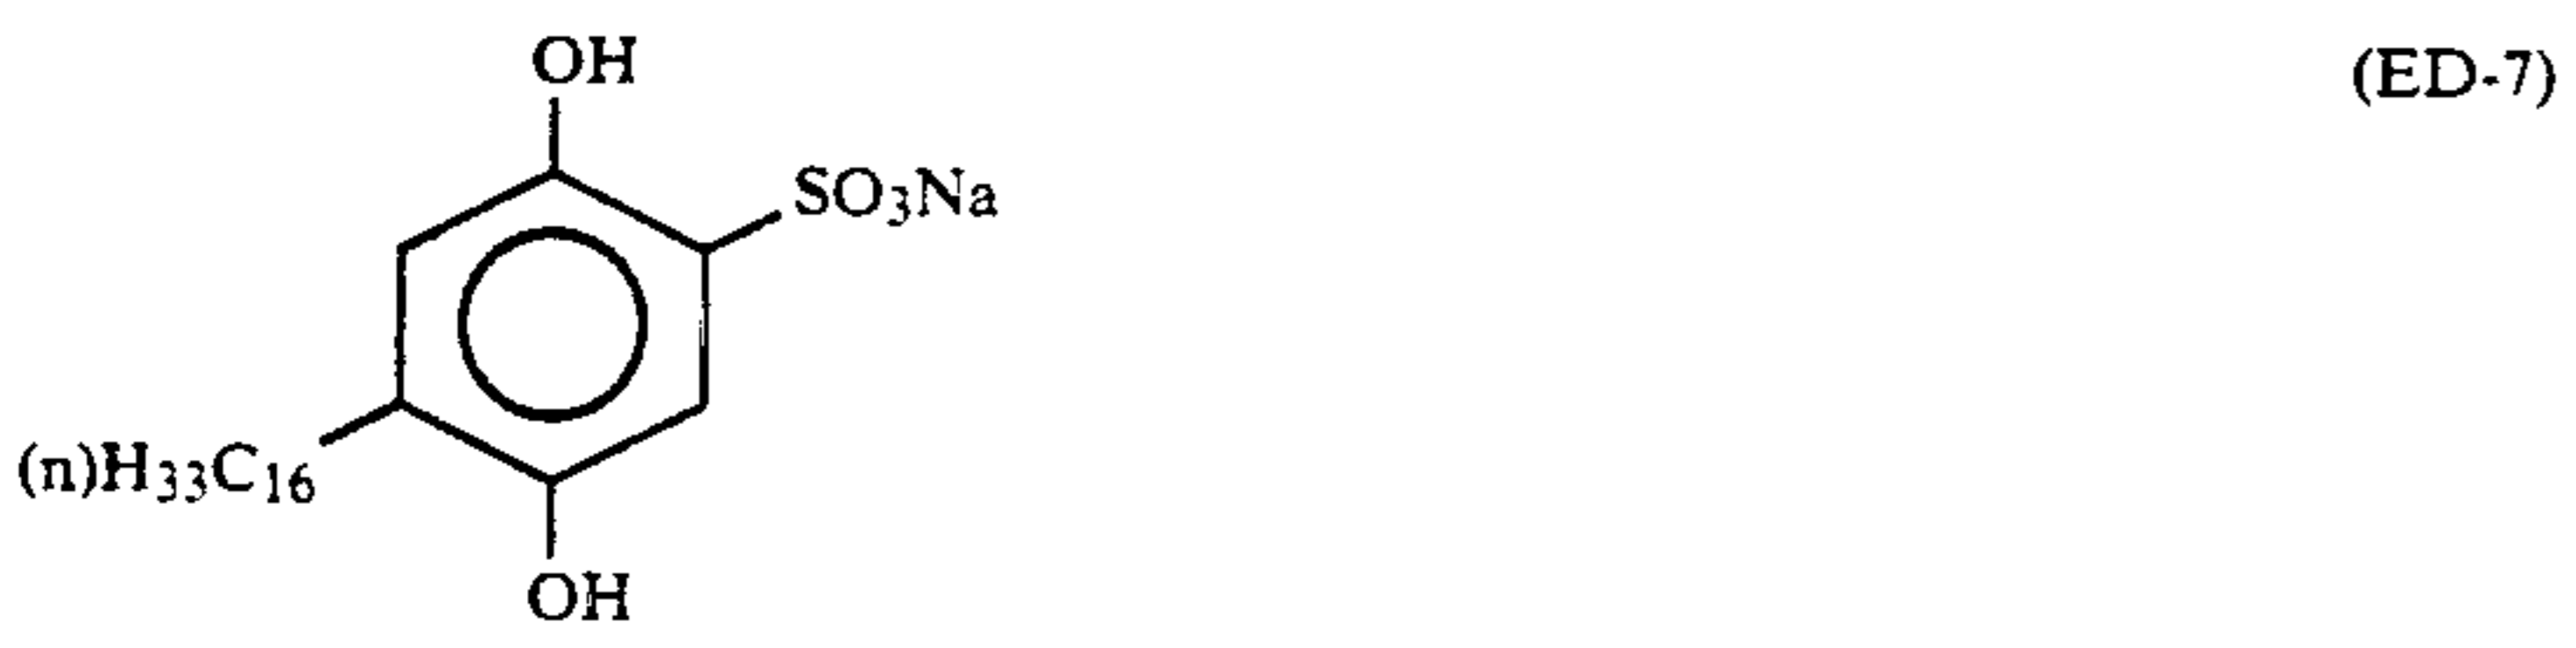 OH
(ED-7)
SO₃Na
(n)H₃₃C₁₆
OH